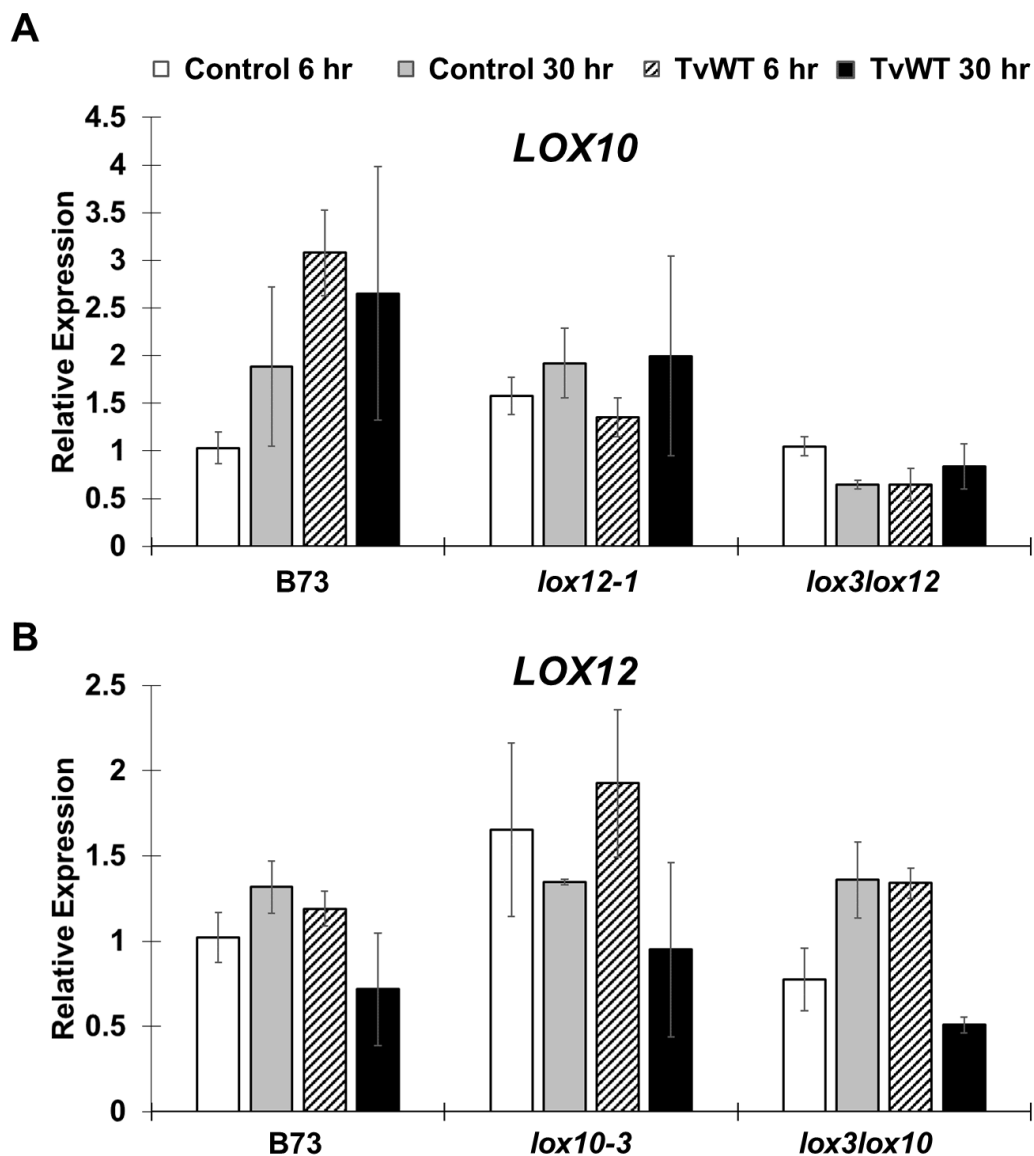 A
Control 6 hr Control 30 hr TvWT 6 hr TvWT 30 hr
LOX10
Relative Expression
4.5
4
3.5
3
2.5
2
1.5
1
0.5
0
B73 lox12-1 lox3lox12
B
LOX12
Relative Expression
2.5
2
1.5
1
0.5
0
B73 lox10-3 lox3lox10